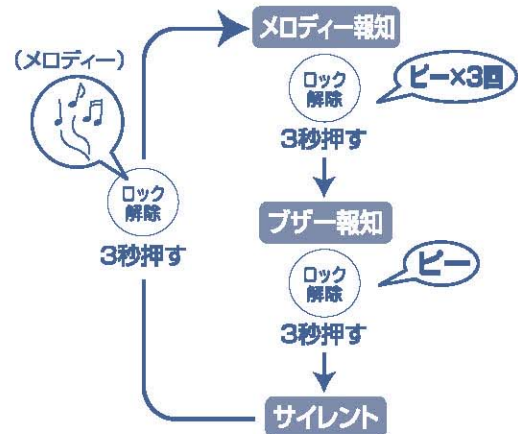 メロディー報知
(メロディー)
ロック
解除
ピー×3回
3秒押す
ロック
解除
3秒押す
ブザー報知
ロック
解除
ピー
3秒押す
サイレント